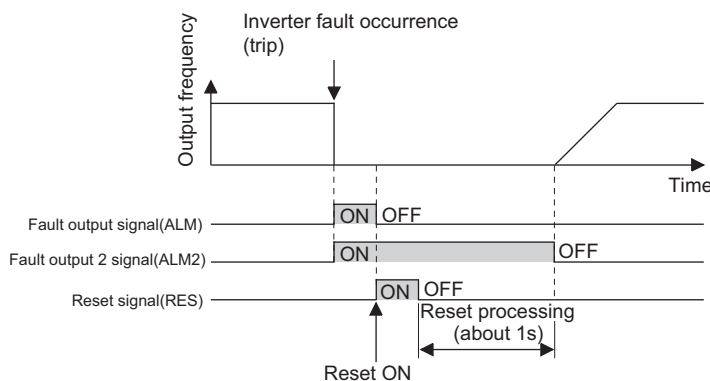 Inverter fault occurrence
(trip)
Output frequency
Time
Fault output signal(ALM)
ON OFF
Fault output 2 signal(ALM2)
ON
OFF
Reset signal(RES)
ON OFF
Reset processing
(about 1s)
Reset ON